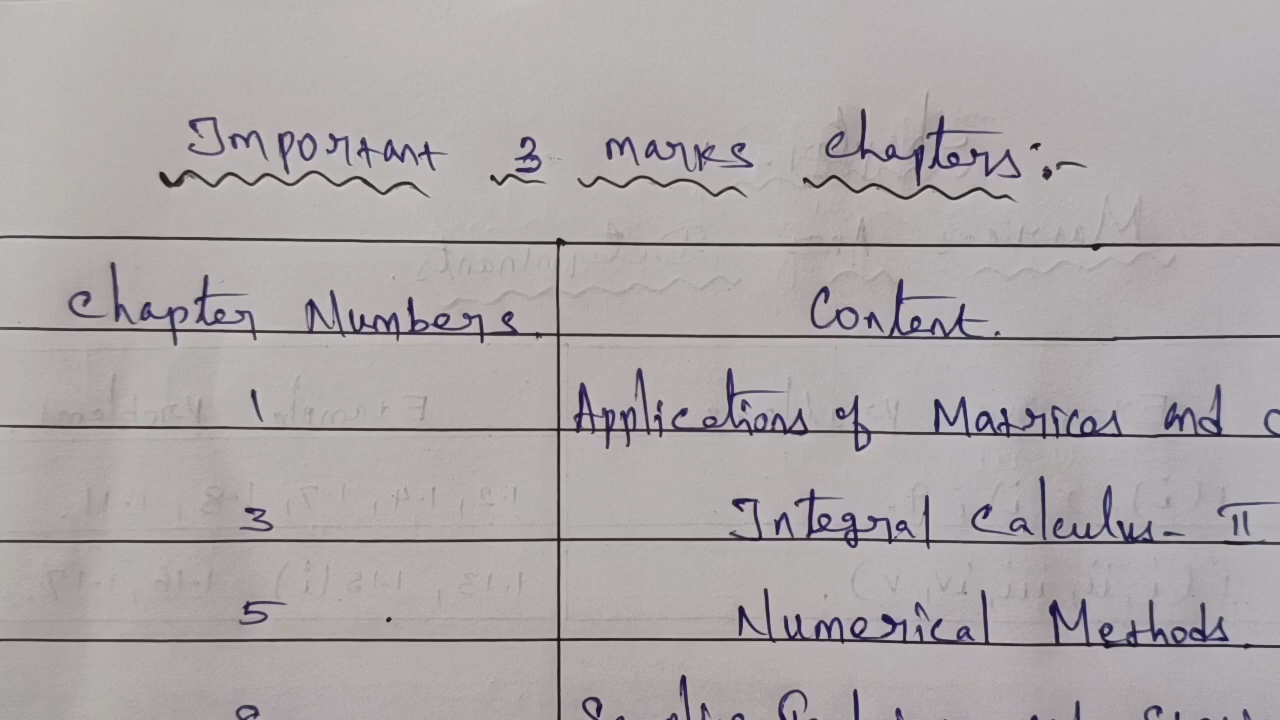 Important 3 marks chapters:-
Chapter Numbers. Content.
1 Applications of Matrices and
3 Integral Calculus- II
5 Numerical Methods.